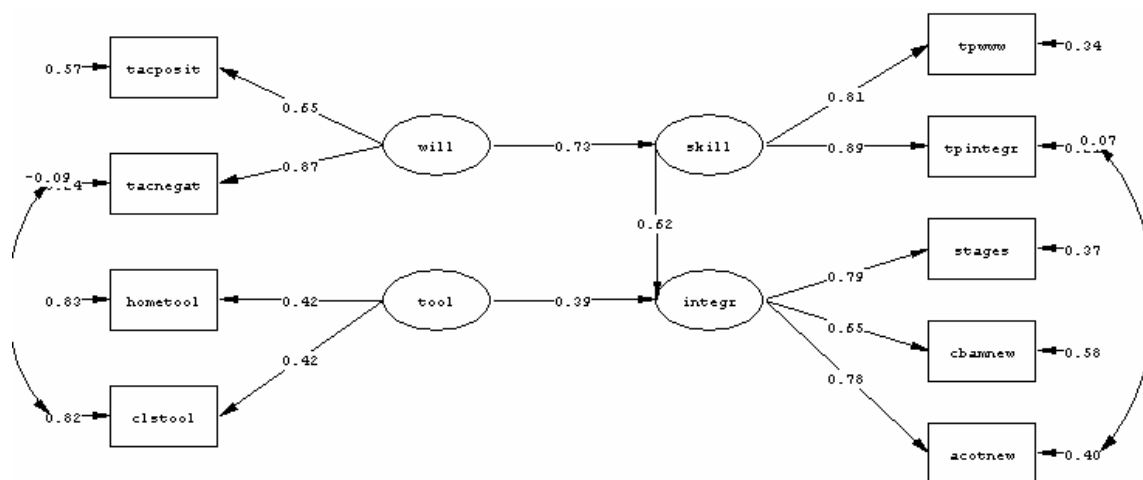 tpwww
0.34
0.57
tacposit
0.81
0.65
will
0.73
skill
0.89
tpintegr
0.07
-0.09
tacnegat
0.87
0.62
stages
0.37
0.79
0.83
hometool
0.42
tool
0.39
integr
0.65
cbamnew
0.58
0.42
0.78
0.82
clstool
acotnew
0.40